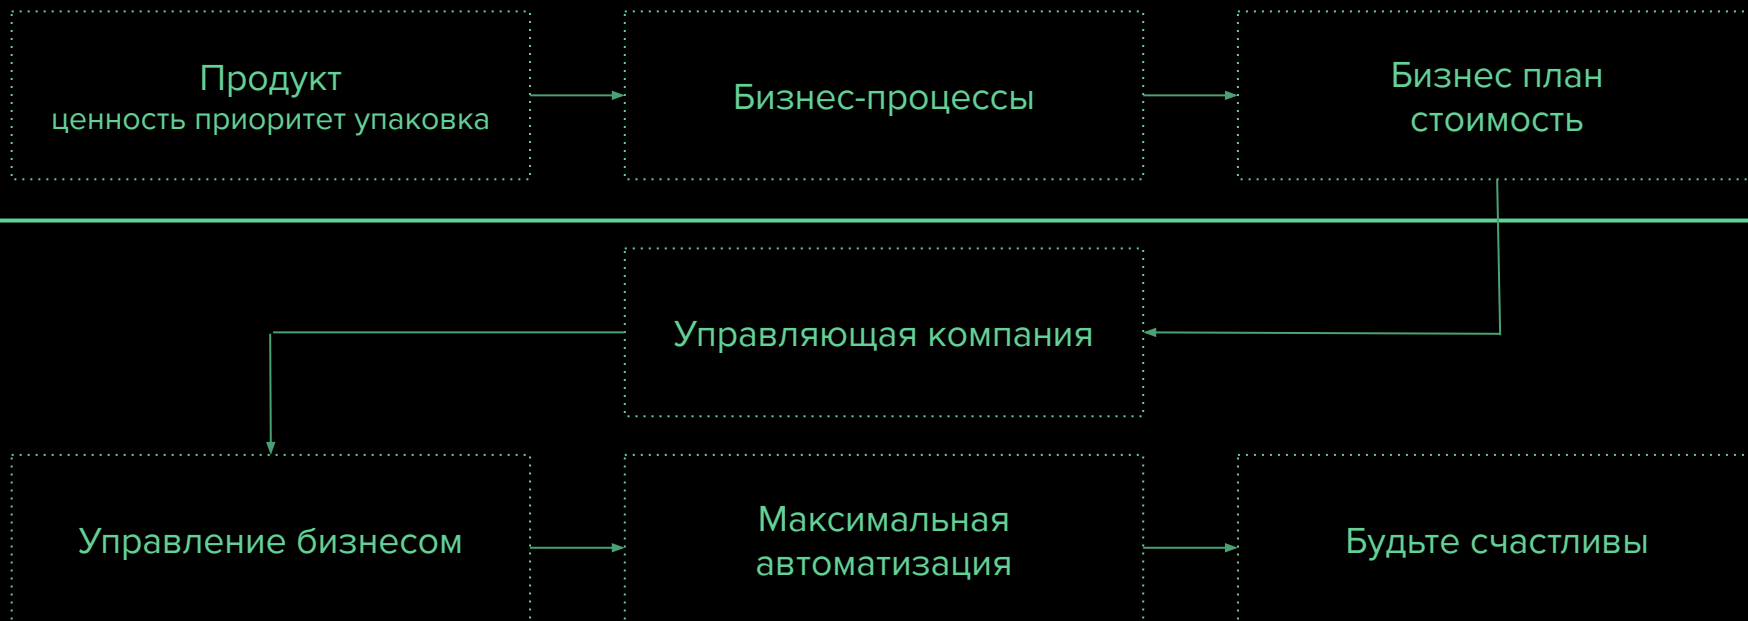 Продукт
ценность приоритет упаковка
Бизнес-процессы
Бизнес план
стоимость
Управляющая компания
Управление бизнесом
Максимальная
автоматизация
Будьте счастливы